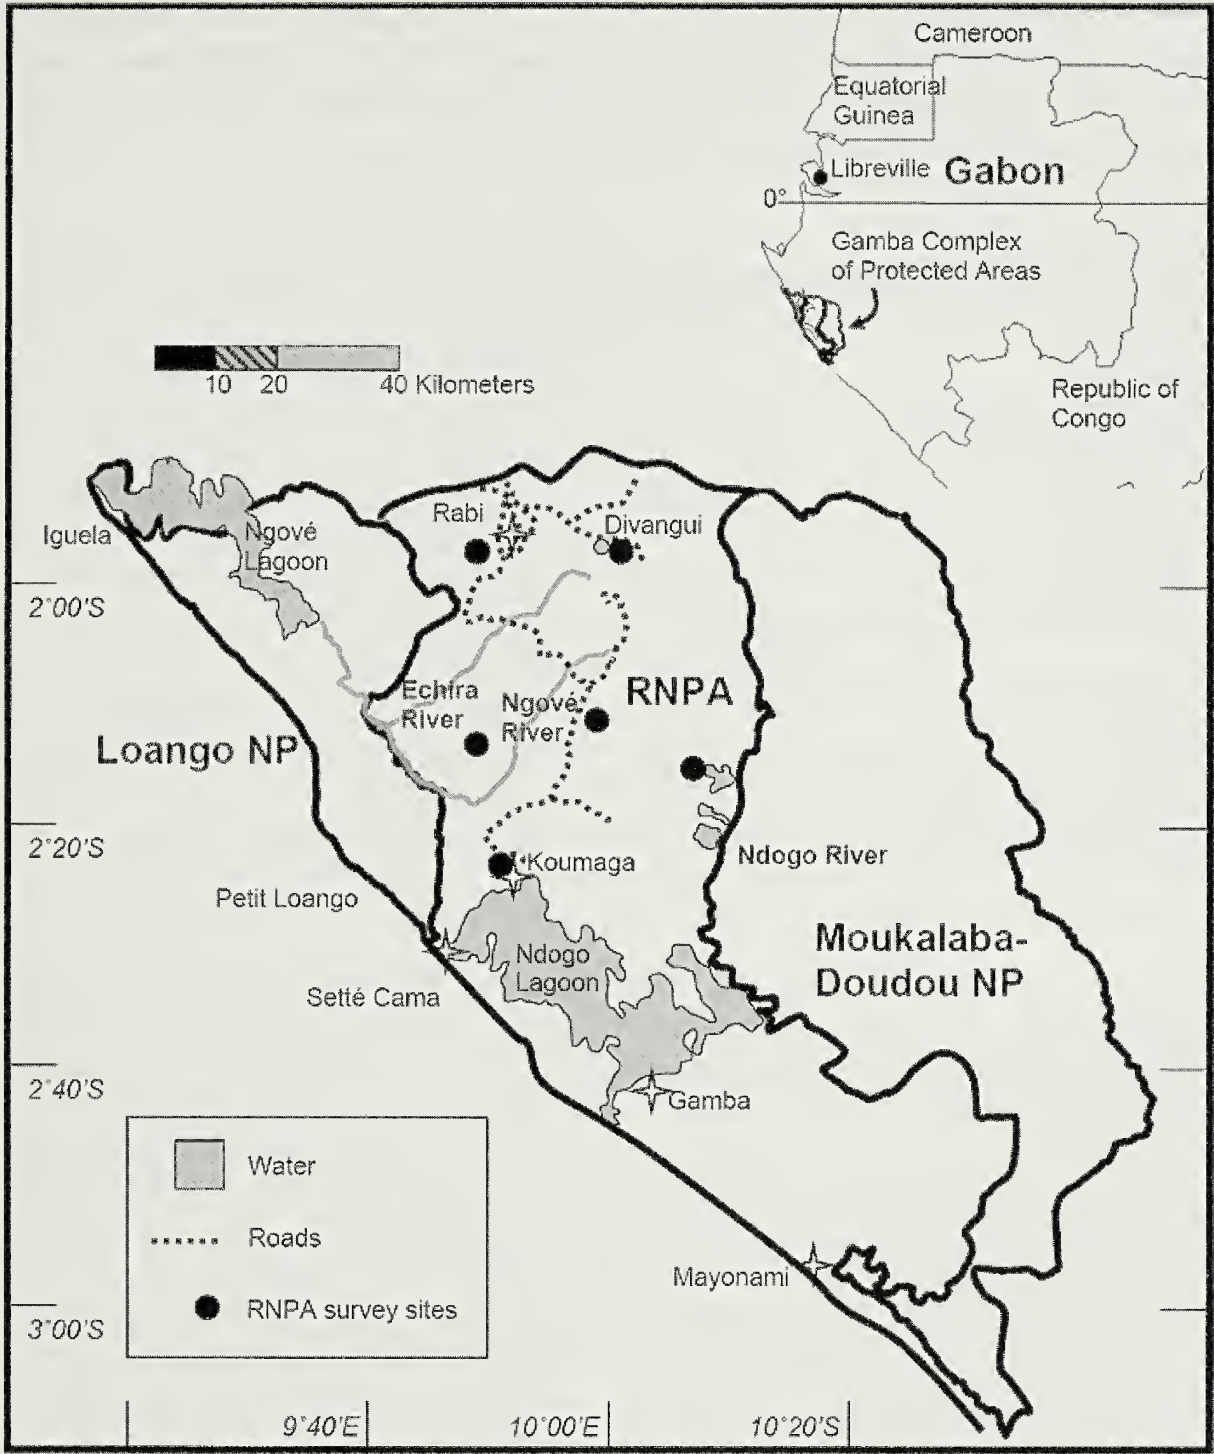 Cameroon
Equatorial
Guinea
Libreville
Gabon
0°
Gamba Complex
of Protected Areas
Republic of
Congo
10 20 40 Kilometers
Iguela
Ngové
Lagoon
Rabi
Divangui
2°00'S
Echira
River
Ngové
River
RNPA
Loango NP
2°20'S
Ndogo River
Koumaga
Petit Loango
Moukalaba-
Doudou NP
Ndogo
Lagoon
Setté Cama
2°40'S
Gamba
Water
Roads
RNPA survey sites
Mayonami
3°00'S
9°40'E
10°00'E
10°20'S